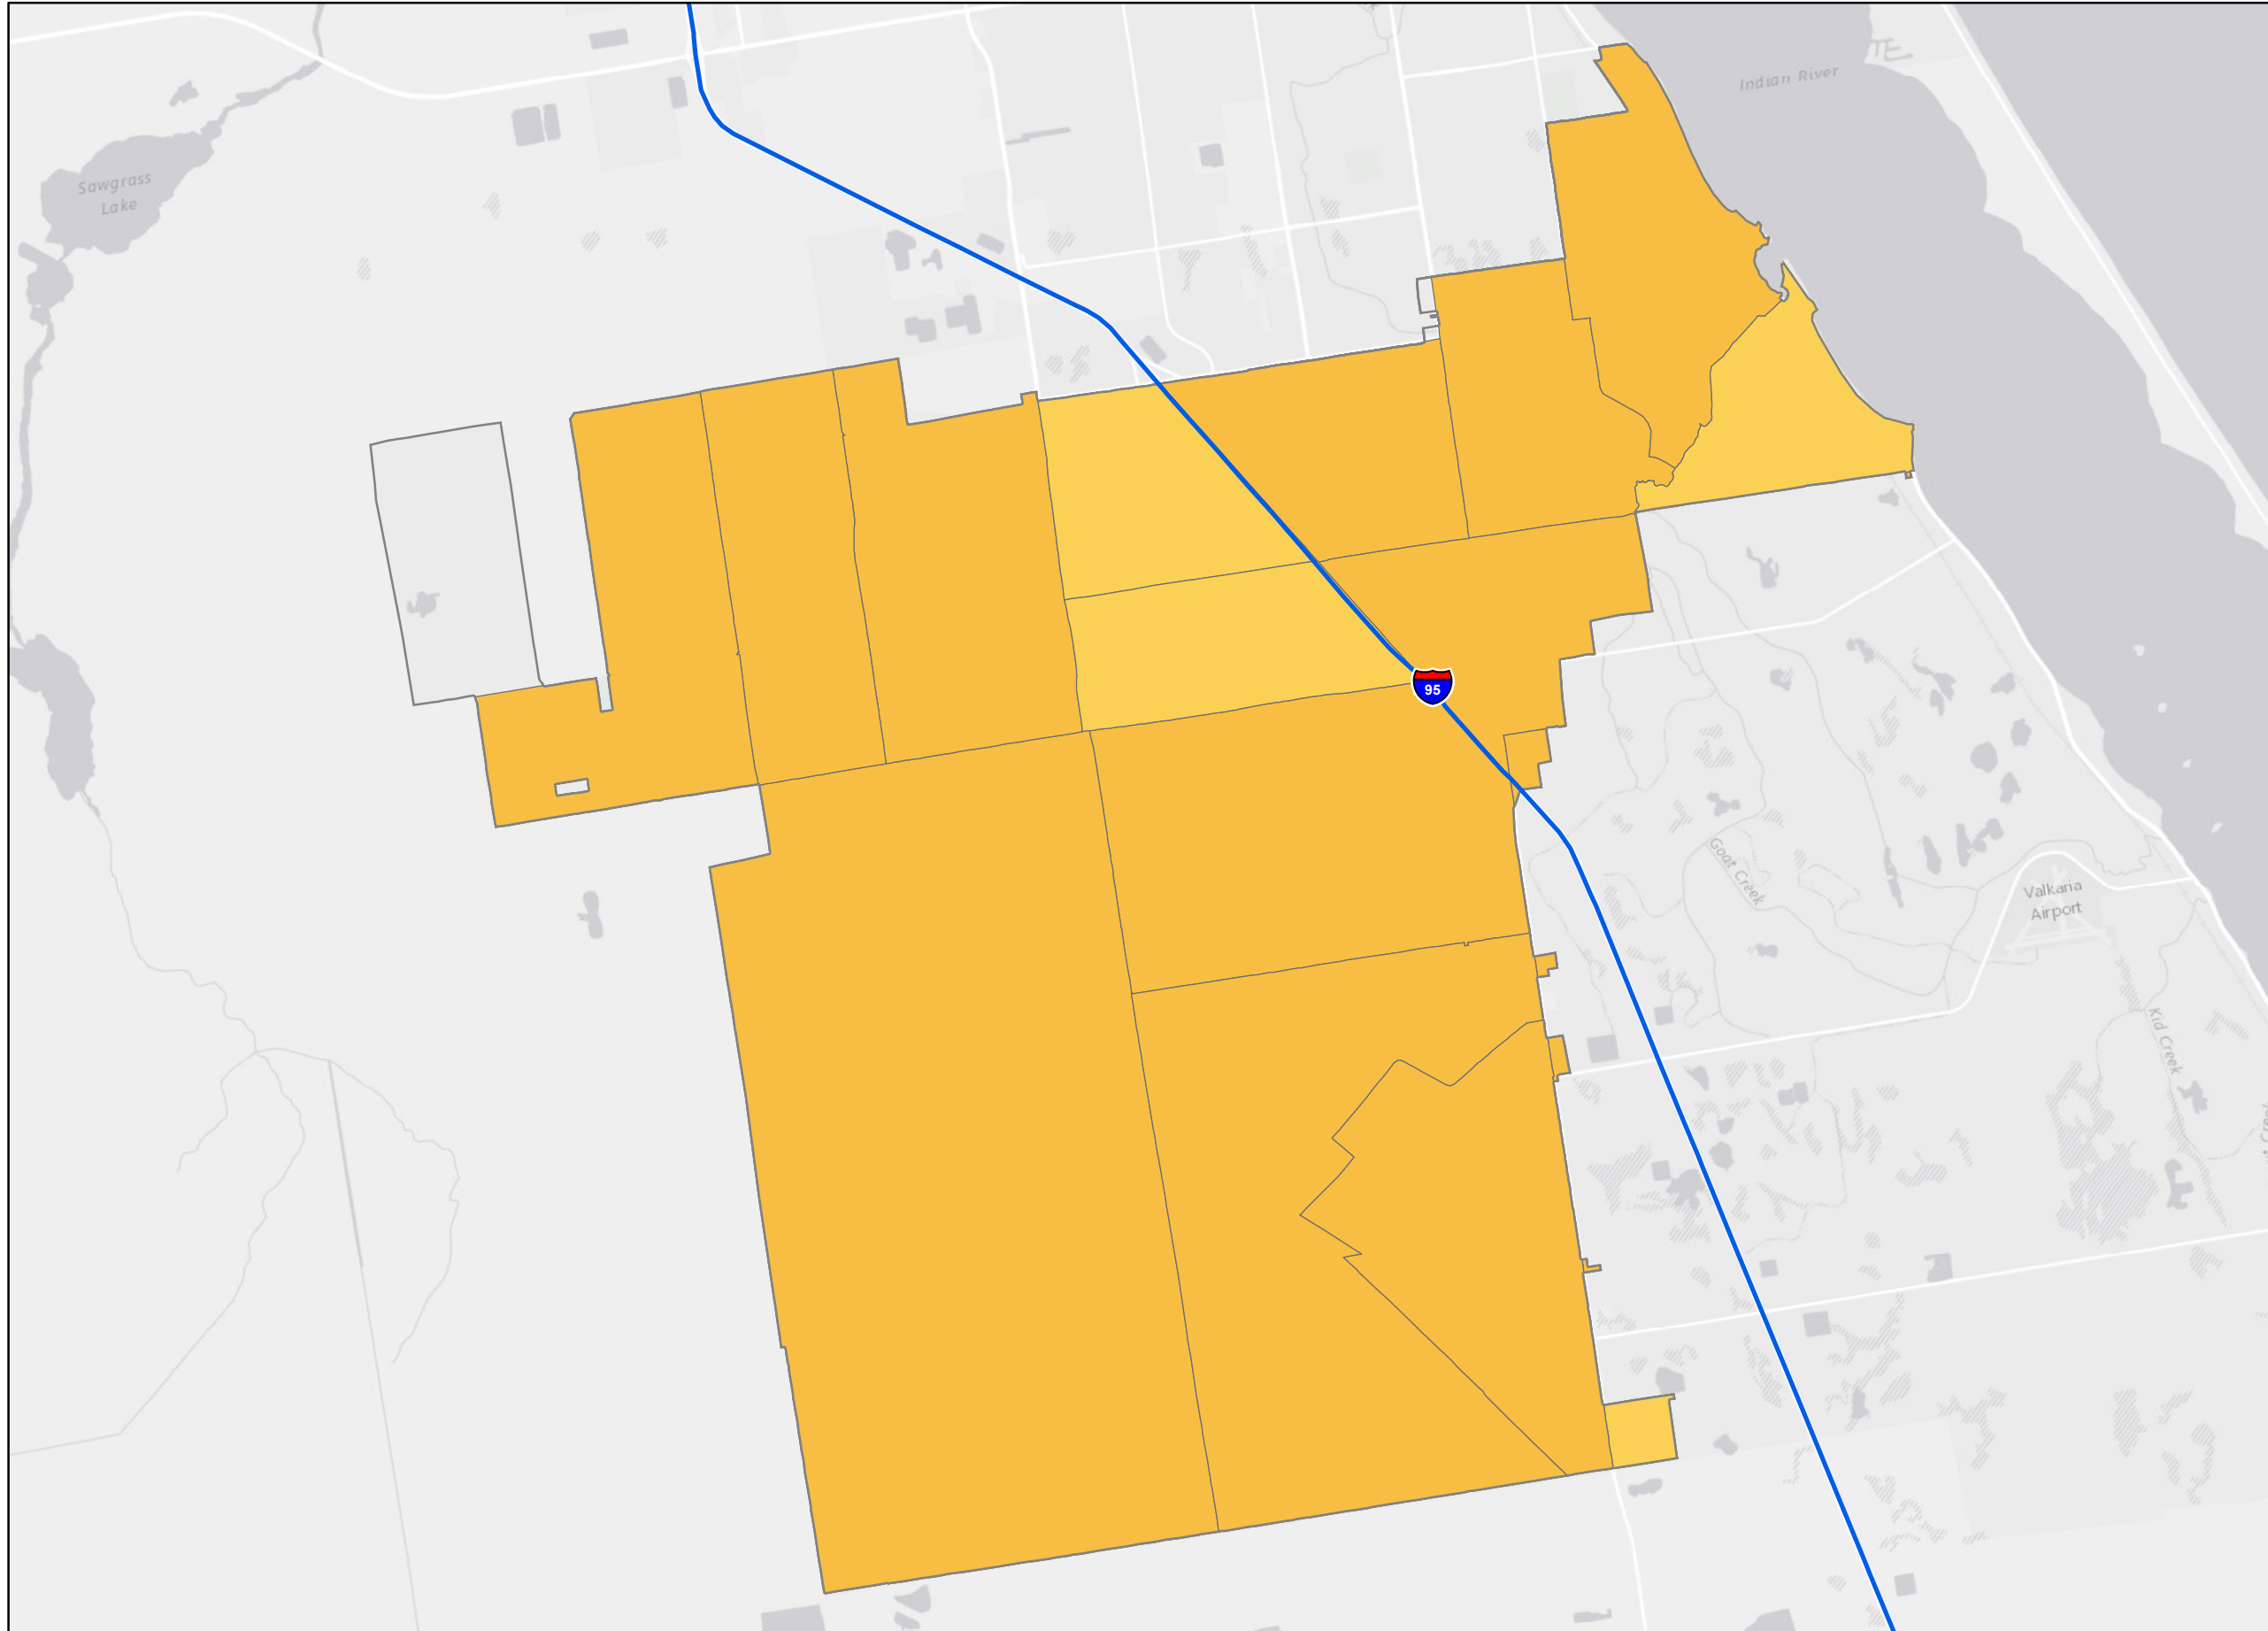 Indian River
Sawgrass
Lake
95
Goat Creek
Valkaria
Airport
Kid Creek